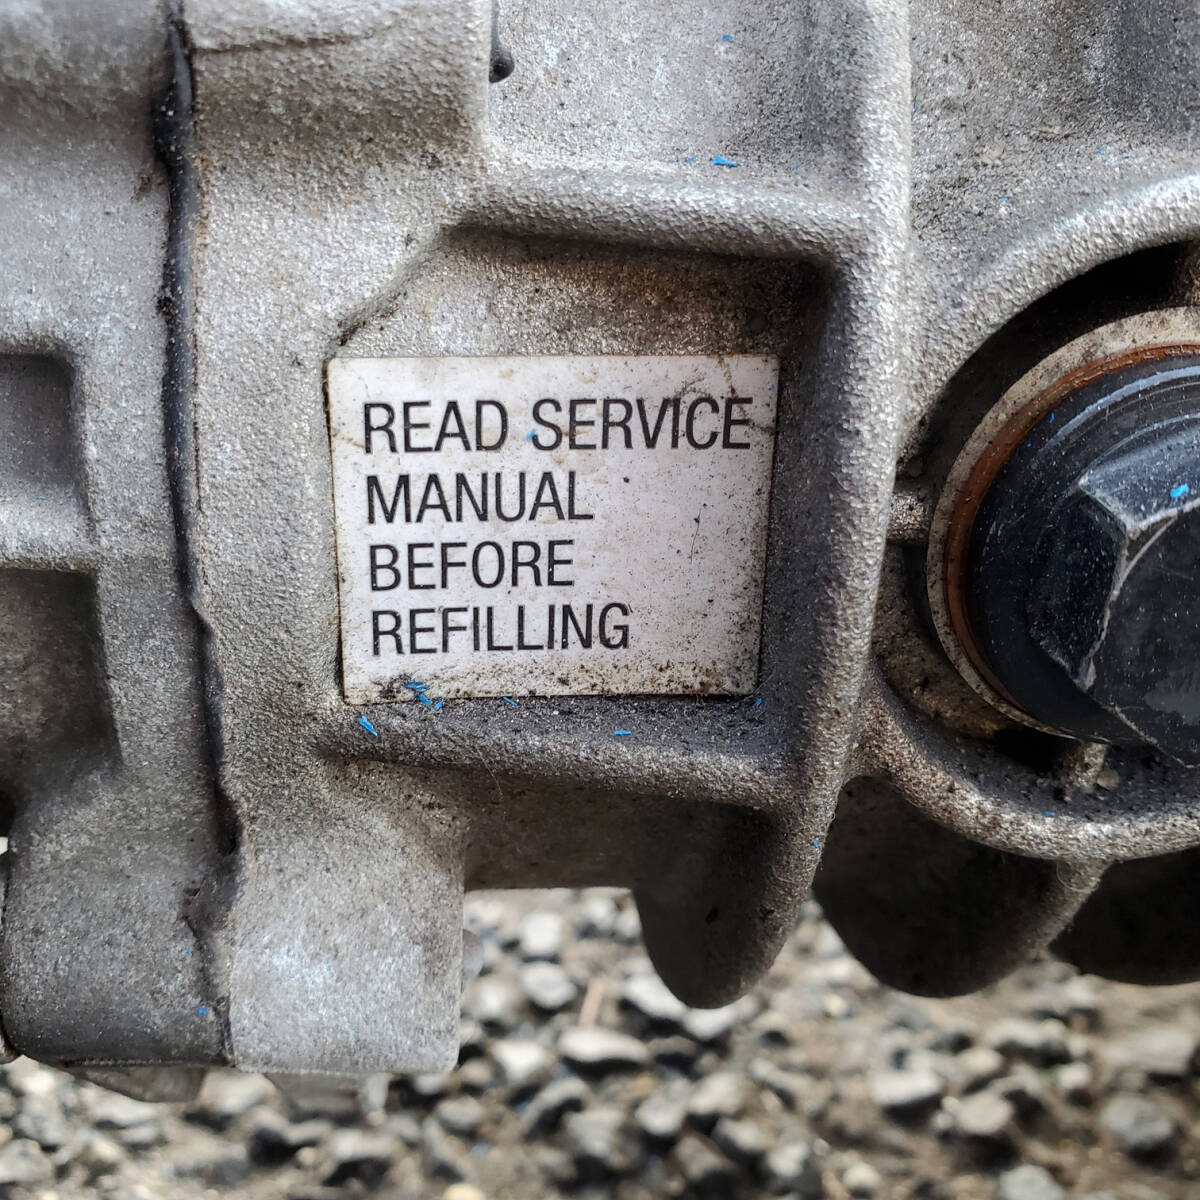 READ SERVICE
MANUAL
BEFORE
REFILLING